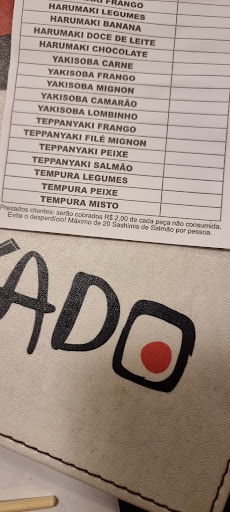 FRANGO
HARUMAKI LEGUMES
HARUMAKI BANANA
HARUMAKI DOCE DE LEITE
HARUMAKI CHOCOLATE
YAKISOBA CARNE
YAKISOBA FRANGO
YAKISOBA MIGNON
YAKISOBA CAMARÃO
YAKISOBA LOMBINHO
TEPPANYAKI FRANGO
TEPPANYAKI FILÉ MIGNON
TEPPANYAKI PEIXE
TEPPANYAKI SALMÃO
TEMPURA LEGUMES
TEMPURA PEIXE
TEMPURA MISTO
Prezados clientes: serão cobrados R$ 2,00 de cada peça não consumida.
Evite o desperdício! Máximo de 20 Sashimis de Salmão por pessoa.
ADO